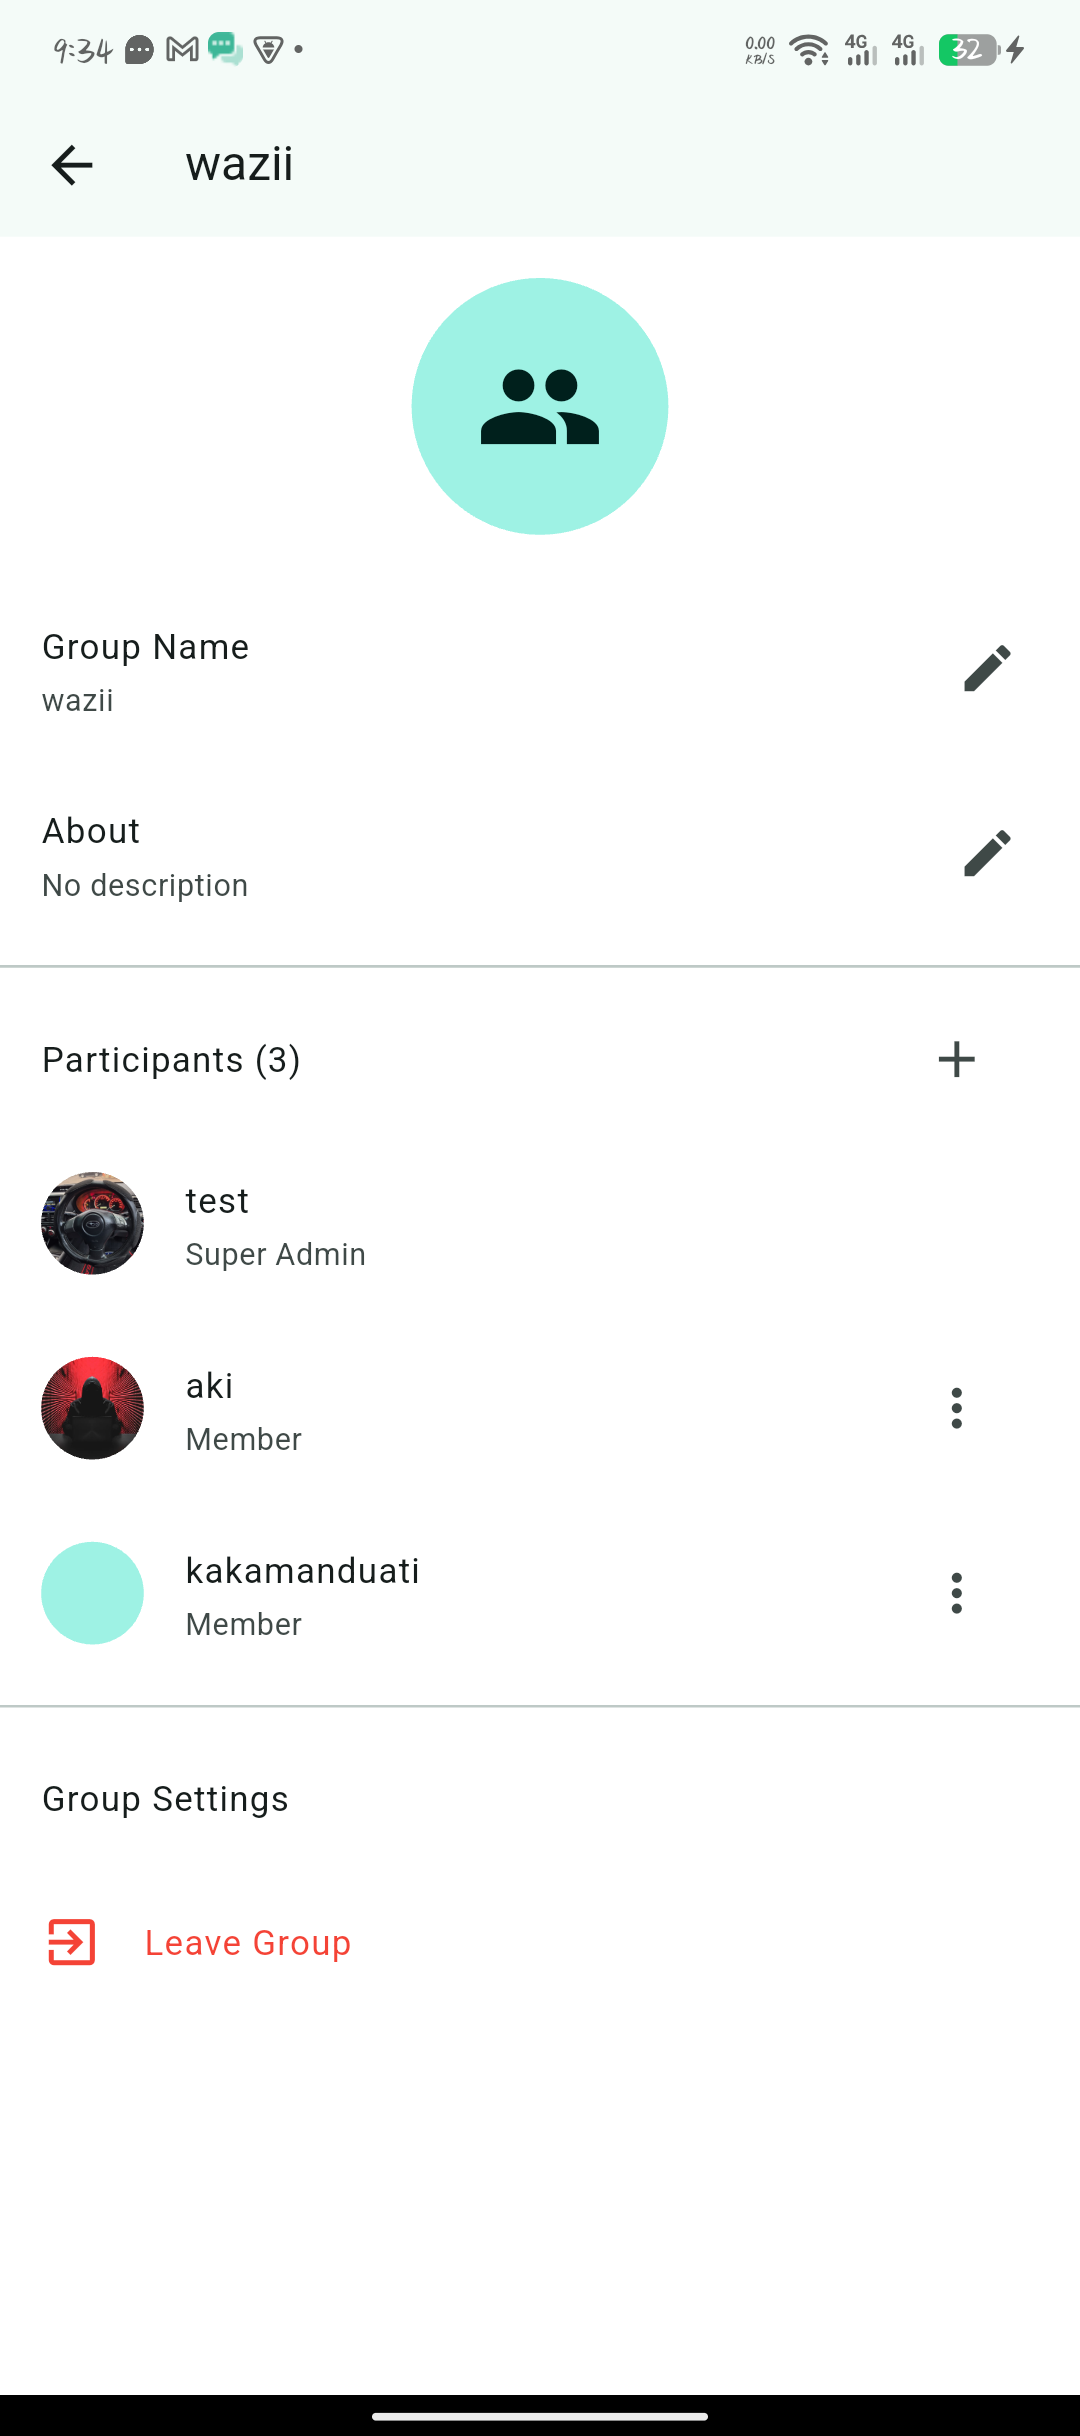 9:34
0.00
KB/S
4G
4G
32
wazii
Group Name
wazii
About
No description
Participants (3)
test
Super Admin
aki
Member
kakamanduati
Member
Group Settings
Leave Group